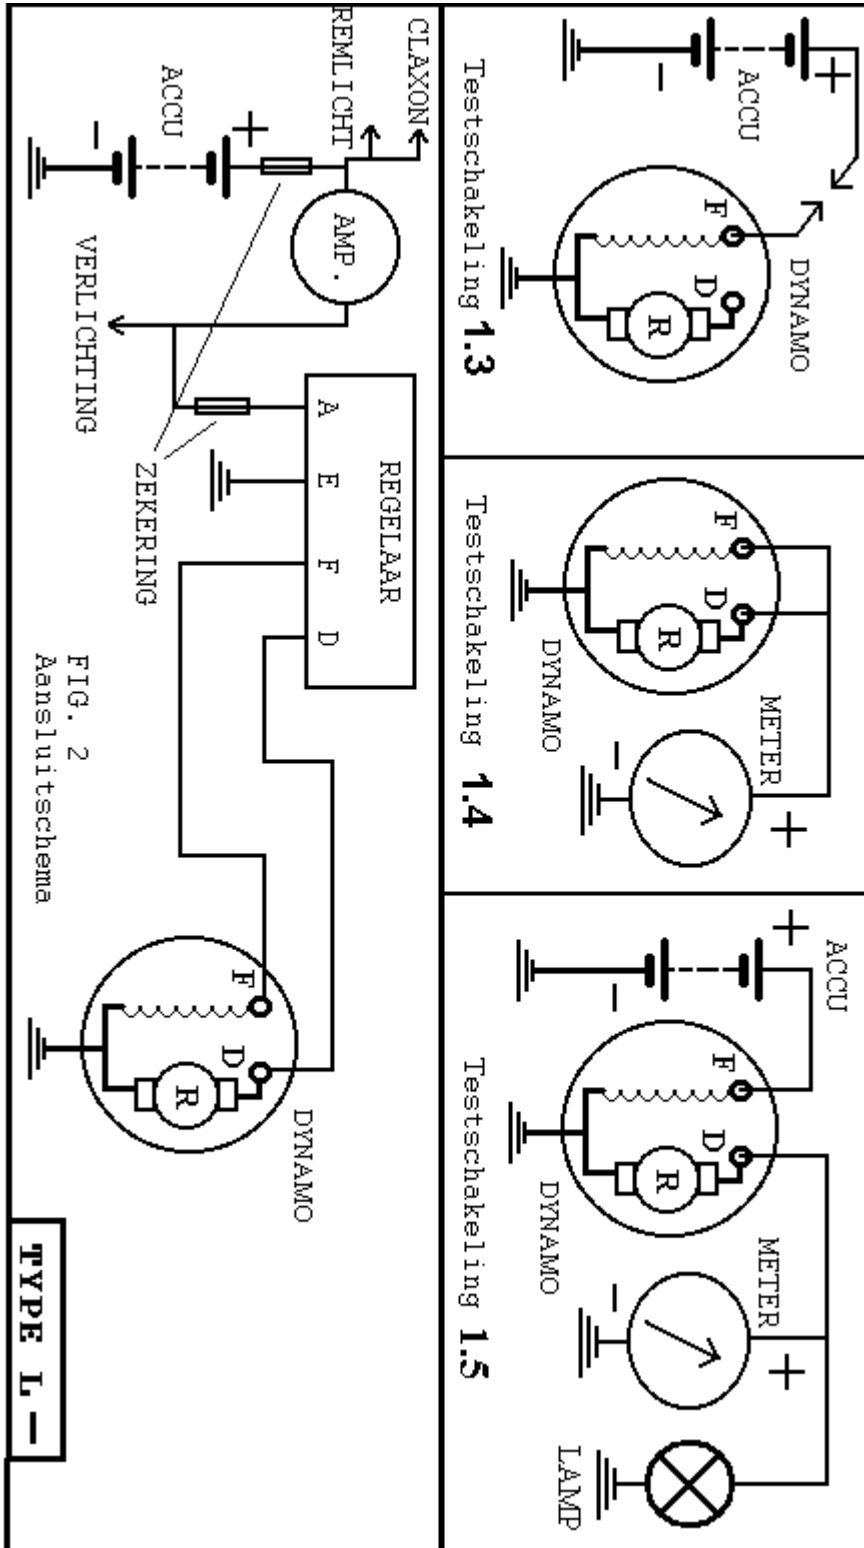 ACCU
+
-
F
D
R
DYNAMO
Testschakeling 1.3
F
D
R
DYNAMO
METER
+
-
Testschakeling 1.4
ACCU
+
-
F
D
R
DYNAMO
METER
+
-
LAMP
Testschakeling 1.5
CLAXON
REMLICHT
ACCU
+
-
AMP.
VERLICHTING
ZEKERING
REGELAAR
A
E
F
D
F
D
R
DYNAMO
FIG. 2
Aansluitschema
TYPE L -